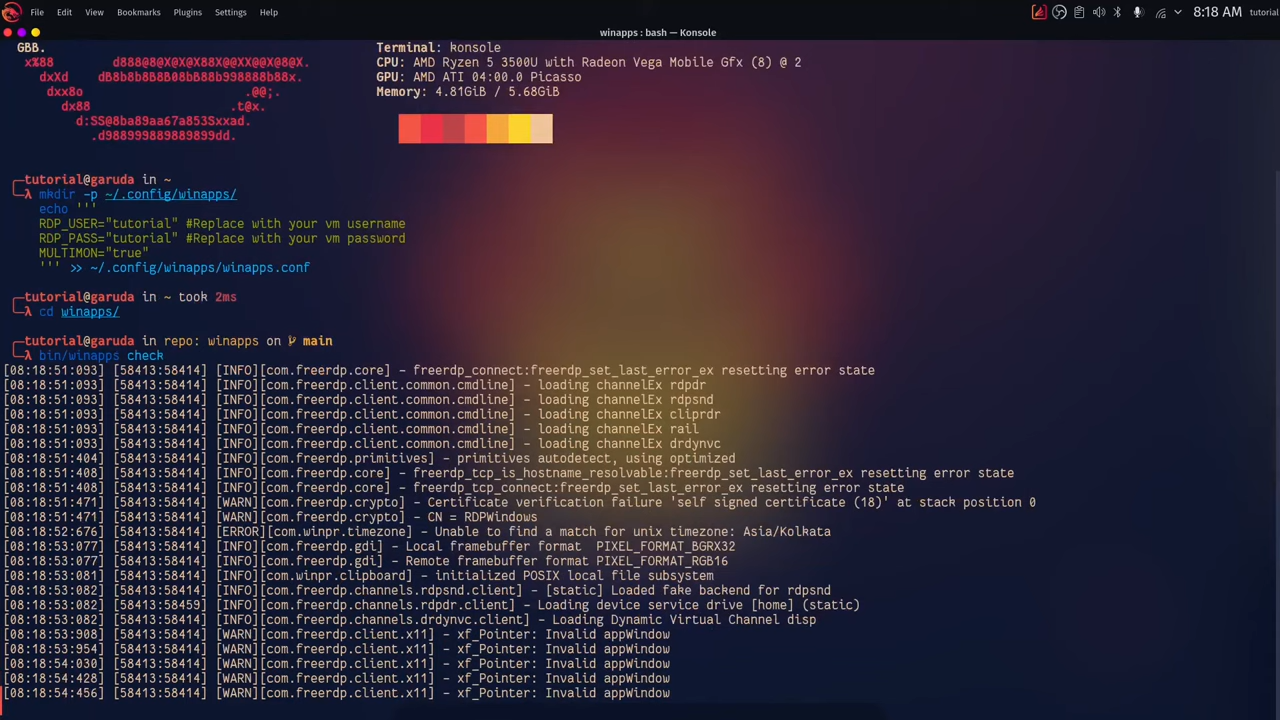 File Edit View Bookmarks Plugins Settings Help 8:18 AM tutorial
winapps : bash — Konsole
GBB.
x%88 d888@8@X@X@X88X@@XX@@X@8@X.
dxXd dB8b8b8B8B08bB8b998888b88x.
dxx8o .@@;.
dx88 .t@x.
d:SS@8ba89aa67a853Sxxad.
.d988999889889899dd.
Terminal: konsole
CPU: AMD Ryzen 5 3500U with Radeon Vega Mobile Gfx (8) @ 2
GPU: AMD ATI 04:00.0 Picasso
Memory: 4.81GiB / 5.68GiB
╭─tutorial@garuda in ~
╰─λ mkdir -p ~/.config/winapps/
echo '''
RDP_USER="tutorial" #Replace with your vm username
RDP_PASS="tutorial" #Replace with your vm password
MULTIMON="true"
''' >> ~/.config/winapps/winapps.conf
╭─tutorial@garuda in ~ took 2ms
╰─λ cd winapps/
╭─tutorial@garuda in repo: winapps on main
╰─λ bin/winapps check
[08:18:51:093] [58413:58414] [INFO][com.freerdp.core] - freerdp_connect:freerdp_set_last_error_ex resetting error state
[08:18:51:093] [58413:58414] [INFO][com.freerdp.client.common.cmdline] - loading channelEx rdpdr
[08:18:51:093] [58413:58414] [INFO][com.freerdp.client.common.cmdline] - loading channelEx rdpsnd
[08:18:51:093] [58413:58414] [INFO][com.freerdp.client.common.cmdline] - loading channelEx cliprdr
[08:18:51:093] [58413:58414] [INFO][com.freerdp.client.common.cmdline] - loading channelEx rail
[08:18:51:093] [58413:58414] [INFO][com.freerdp.client.common.cmdline] - loading channelEx drdynvc
[08:18:51:404] [58413:58414] [INFO][com.freerdp.primitives] - primitives autodetect, using optimized
[08:18:51:408] [58413:58414] [INFO][com.freerdp.core] - freerdp_tcp_is_hostname_resolvable:freerdp_set_last_error_ex resetting error state
[08:18:51:408] [58413:58414] [INFO][com.freerdp.core] - freerdp_tcp_connect:freerdp_set_last_error_ex resetting error state
[08:18:51:471] [58413:58414] [WARN][com.freerdp.crypto] - Certificate verification failure 'self signed certificate (18)' at stack position 0
[08:18:51:471] [58413:58414] [WARN][com.freerdp.crypto] - CN = RDPWindows
[08:18:52:676] [58413:58414] [ERROR][com.winpr.timezone] - Unable to find a match for unix timezone: Asia/Kolkata
[08:18:53:077] [58413:58414] [INFO][com.freerdp.gdi] - Local framebuffer format  PIXEL_FORMAT_BGRX32
[08:18:53:077] [58413:58414] [INFO][com.freerdp.gdi] - Remote framebuffer format PIXEL_FORMAT_RGB16
[08:18:53:081] [58413:58414] [INFO][com.winpr.clipboard] - initialized POSIX local file subsystem
[08:18:53:082] [58413:58414] [INFO][com.freerdp.channels.rdpsnd.client] - [static] Loaded fake backend for rdpsnd
[08:18:53:082] [58413:58459] [INFO][com.freerdp.channels.rdpdr.client] - Loading device service drive [home] (static)
[08:18:53:082] [58413:58414] [INFO][com.freerdp.channels.drdynvc.client] - Loading Dynamic Virtual Channel disp
[08:18:53:908] [58413:58414] [WARN][com.freerdp.client.x11] - xf_Pointer: Invalid appWindow
[08:18:53:954] [58413:58414] [WARN][com.freerdp.client.x11] - xf_Pointer: Invalid appWindow
[08:18:54:030] [58413:58414] [WARN][com.freerdp.client.x11] - xf_Pointer: Invalid appWindow
[08:18:54:428] [58413:58414] [WARN][com.freerdp.client.x11] - xf_Pointer: Invalid appWindow
[08:18:54:456] [58413:58414] [WARN][com.freerdp.client.x11] - xf_Pointer: Invalid appWindow